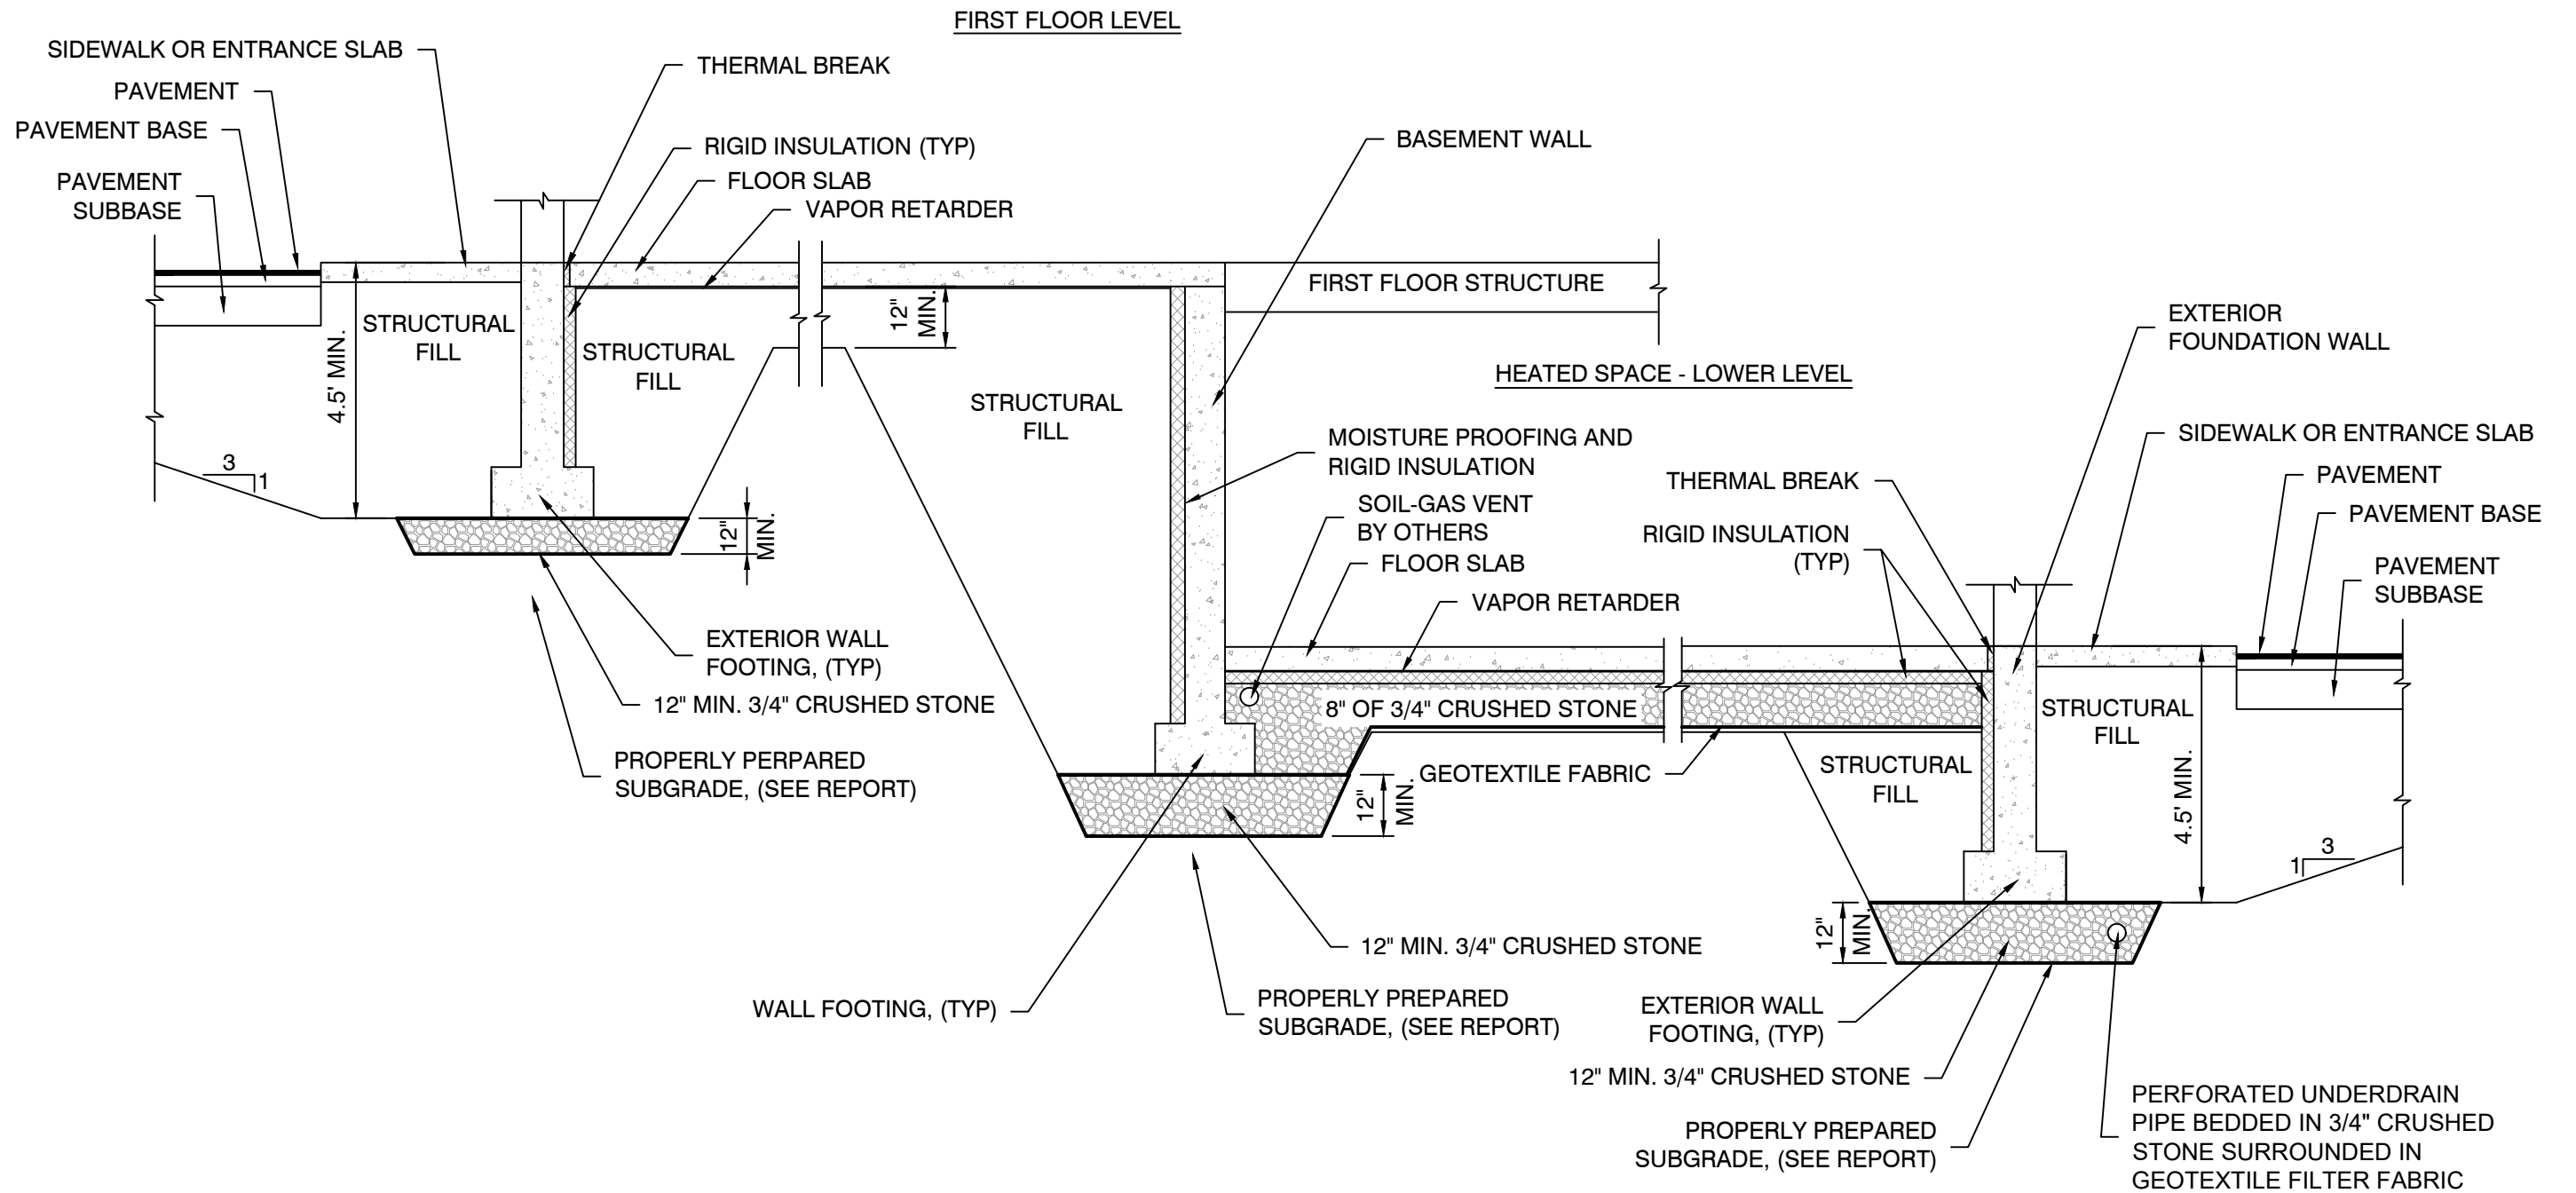 FIRST FLOOR LEVEL
SIDEWALK OR ENTRANCE SLAB
PAVEMENT
PAVEMENT BASE
PAVEMENT
SUBBASE
THERMAL BREAK
RIGID INSULATION (TYP)
FLOOR SLAB
VAPOR RETARDER
BASEMENT WALL
FIRST FLOOR STRUCTURE
STRUCTURAL
FILL
4.5' MIN.
STRUCTURAL
FILL
12"
MIN.
STRUCTURAL
FILL
3
1
12"
MIN.
EXTERIOR WALL
FOOTING, (TYP)
12" MIN. 3/4" CRUSHED STONE
PROPERLY PERPARED
SUBGRADE, (SEE REPORT)
HEATED SPACE - LOWER LEVEL
MOISTURE PROOFING AND
RIGID INSULATION
SOIL-GAS VENT
BY OTHERS
FLOOR SLAB
VAPOR RETARDER
THERMAL BREAK
RIGID INSULATION
(TYP)
EXTERIOR
FOUNDATION WALL
SIDEWALK OR ENTRANCE SLAB
PAVEMENT
PAVEMENT BASE
PAVEMENT
SUBBASE
8" OF 3/4" CRUSHED STONE
GEOTEXTILE FABRIC
12"
MIN.
STRUCTURAL
FILL
STRUCTURAL
FILL
4.5' MIN.
3
1
12"
MIN.
12" MIN. 3/4" CRUSHED STONE
WALL FOOTING, (TYP)
PROPERLY PREPARED
SUBGRADE, (SEE REPORT)
EXTERIOR WALL
FOOTING, (TYP)
12" MIN. 3/4" CRUSHED STONE
PROPERLY PREPARED
SUBGRADE, (SEE REPORT)
PERFORATED UNDERDRAIN
PIPE BEDDED IN 3/4" CRUSHED
STONE SURROUNDED IN
GEOTEXTILE FILTER FABRIC